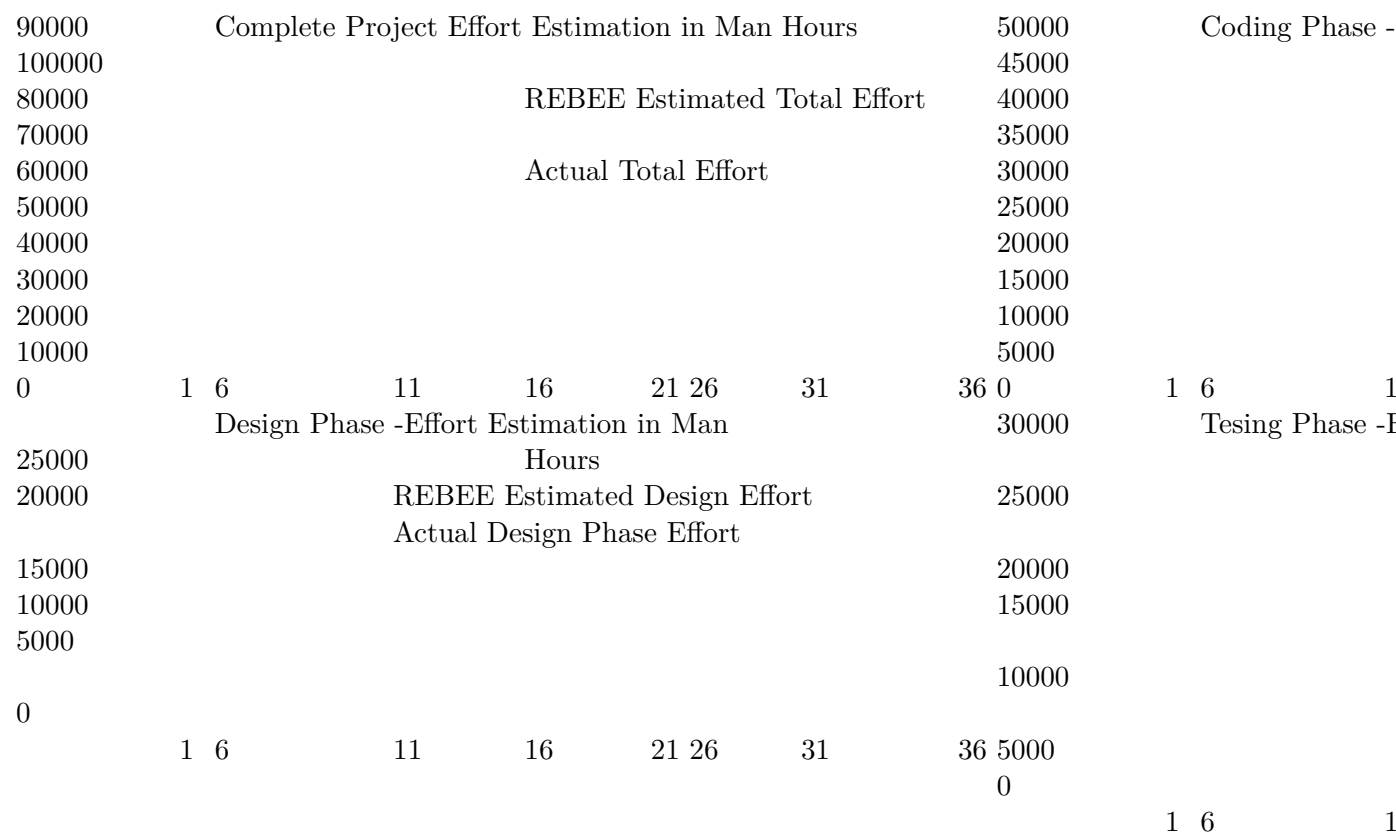 90000 Complete Project Effort Estimation in Man Hours 50000 Coding Phase -
100000 45000
80000 REBEE Estimated Total Effort 40000
70000 35000
60000 Actual Total Effort 30000
50000 25000
40000 20000
30000 15000
20000 10000
10000 5000
0 1 6 11 16 21 26 31 36 0 1 6 1
Design Phase -Effort Estimation in Man 30000 Tesing Phase -
25000 Hours
20000 REBEE Estimated Design Effort 25000
Actual Design Phase Effort
15000 20000
10000 15000
5000
10000
0
1 6 11 16 21 26 31 36 5000
0
1 6 1